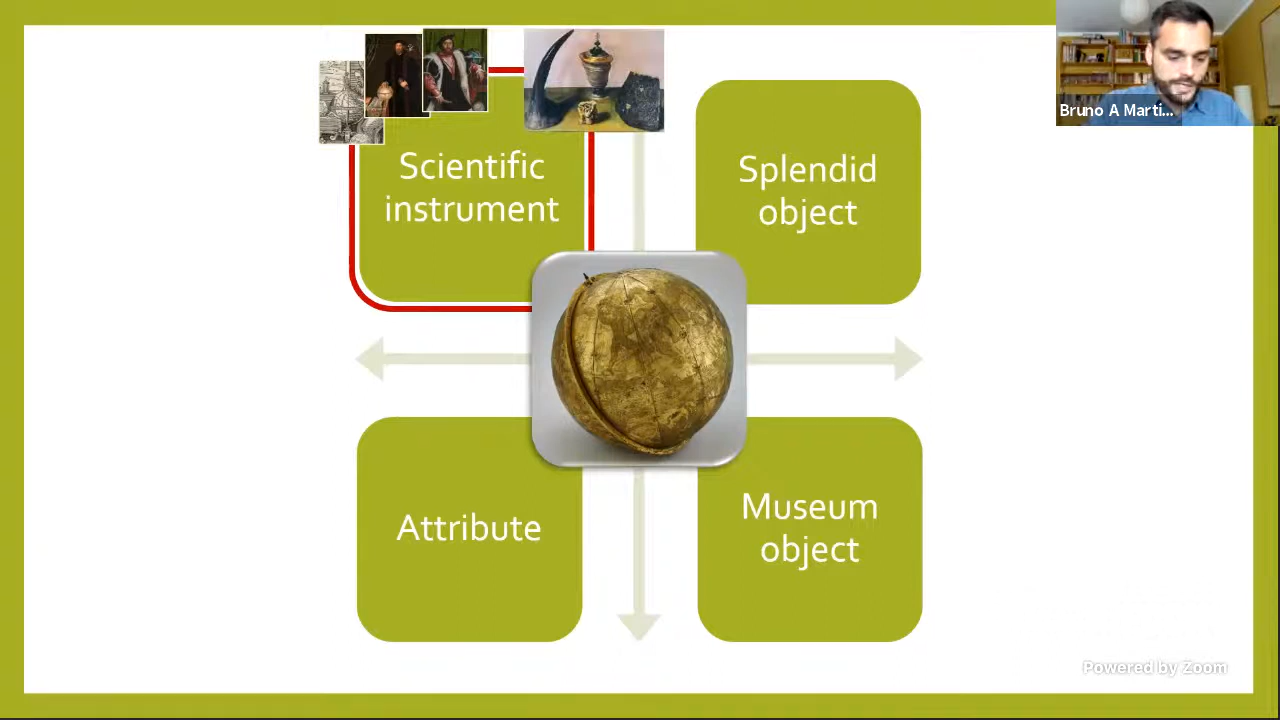 Bruno A Marti...
Scientific
instrument
Splendid
object
Attribute
Museum
object
Powered by Zoom